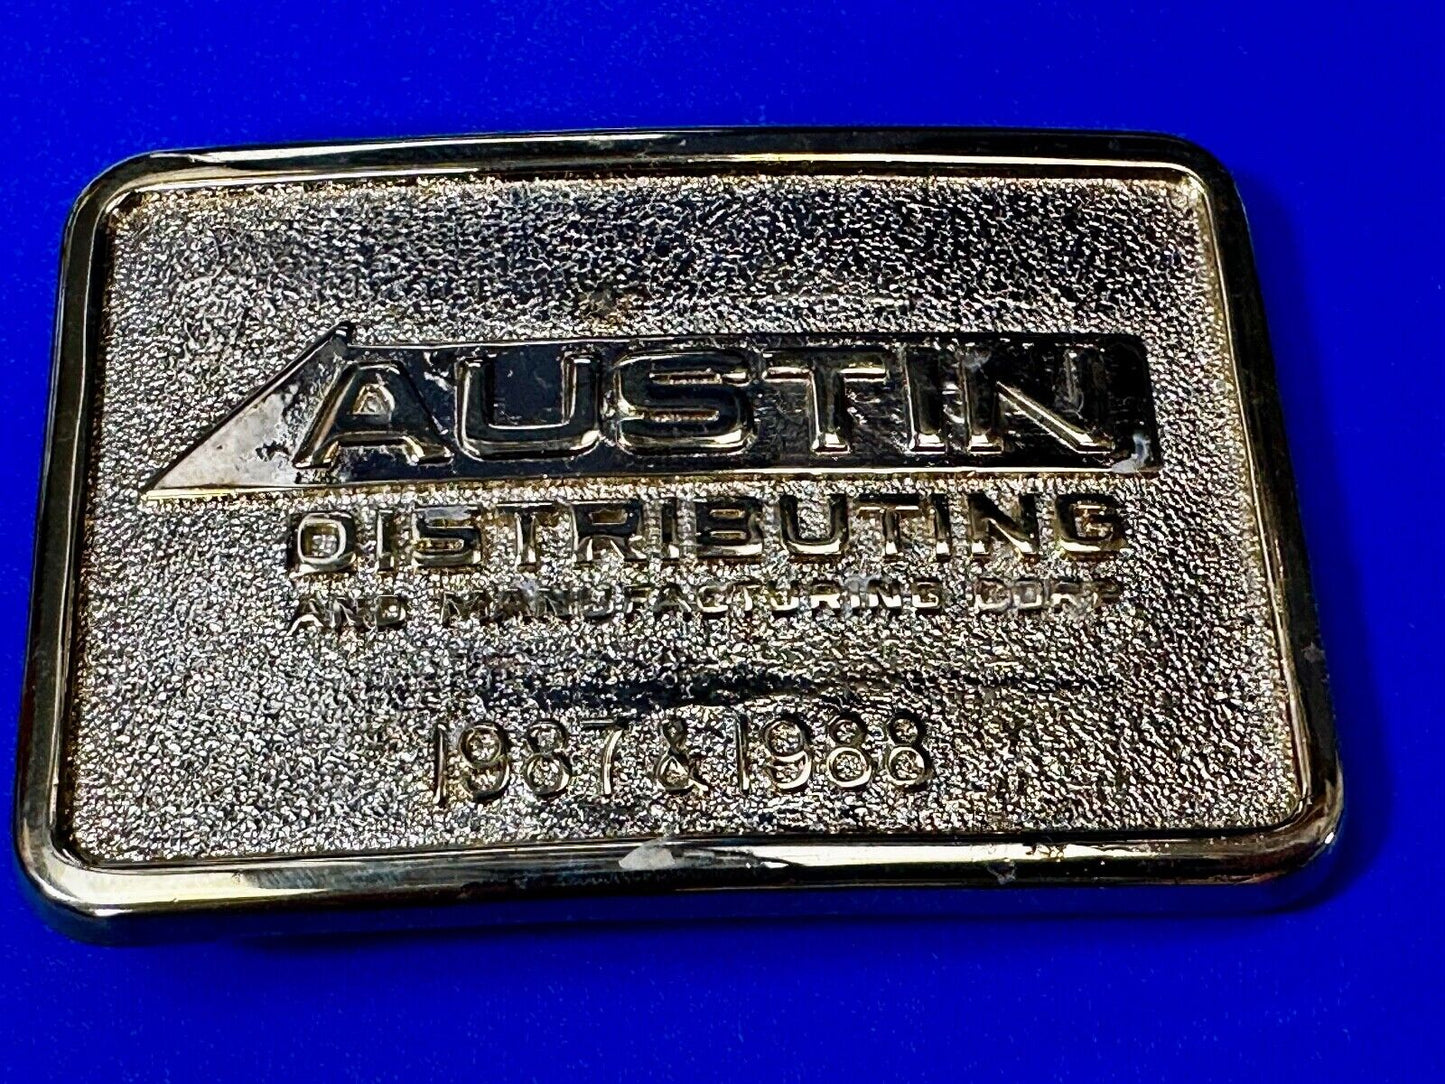 AUSTIN
DISTRIBUTING
AND MANUFACTURING CORP
1987 & 1988